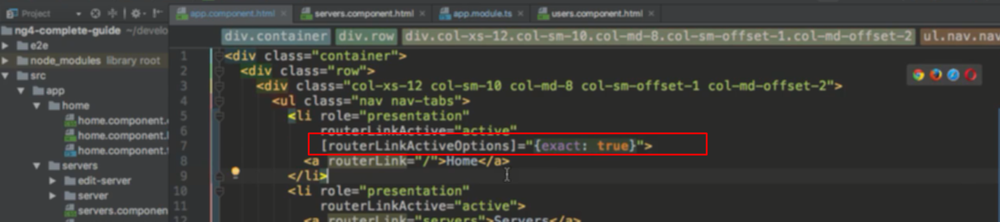 Project
app.component.html
servers.component.html
app.module.ts
users.component.html
ng4-complete-guide ~/develo
e2e
node_modules library root
src
app
home
home.component.
home.component.
home.component.
servers
edit-server
server
servers.componen
div.container div.row div.col-xs-12.col-sm-10.col-md-8.col-sm-offset-1.col-md-offset-2 ul.nav.nav
1 <div class="container">
2 <div class="row">
3 <div class="col-xs-12 col-sm-10 col-md-8 col-sm-offset-1 col-md-offset-2">
4 <ul class="nav nav-tabs">
5 <li role="presentation"
6 routerLinkActive="active"
7 [routerLinkActiveOptions]="{exact: true}">
8 <a routerLink="/">Home</a>
9 </li>
10 <li role="presentation"
11 routerLinkActive="active">
12 <a routerLink="servers">Servers</a>